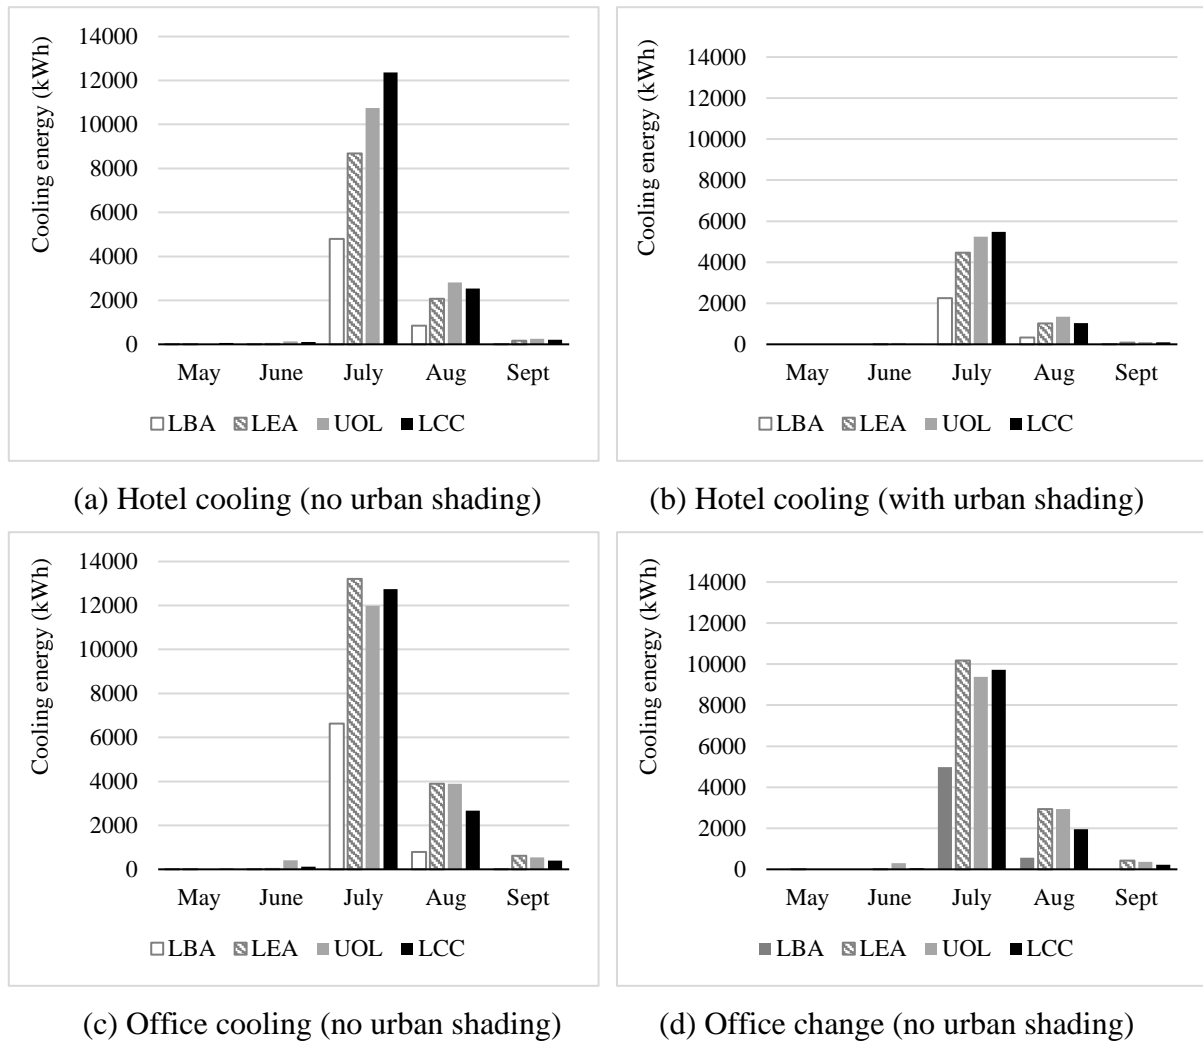 Cooling energy (kWh)
14000
12000
10000
8000
6000
4000
2000
0
May June July Aug Sept
LBA LEA UOL LCC
(a) Hotel cooling (no urban shading)
Cooling energy (kWh)
14000
12000
10000
8000
6000
4000
2000
0
May June July Aug Sept
LBA LEA UOL LCC
(b) Hotel cooling (with urban shading)
Cooling energy (kWh)
14000
12000
10000
8000
6000
4000
2000
0
May June July Aug Sept
LBA LEA UOL LCC
(c) Office cooling (no urban shading)
Cooling energy (kWh)
14000
12000
10000
8000
6000
4000
2000
0
May June July Aug Sept
LBA LEA UOL LCC
(d) Office change (no urban shading)